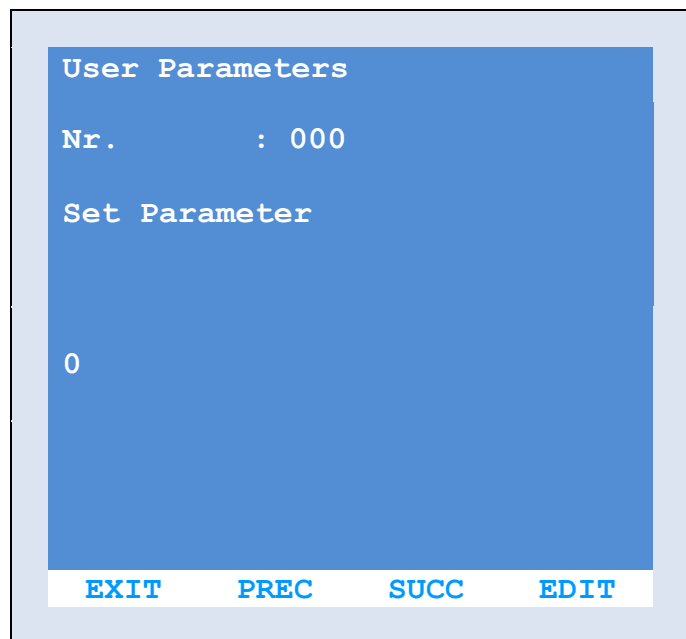 User Parameters
Nr. : 000
Set Parameter
0
EXIT PREC SUCC EDIT